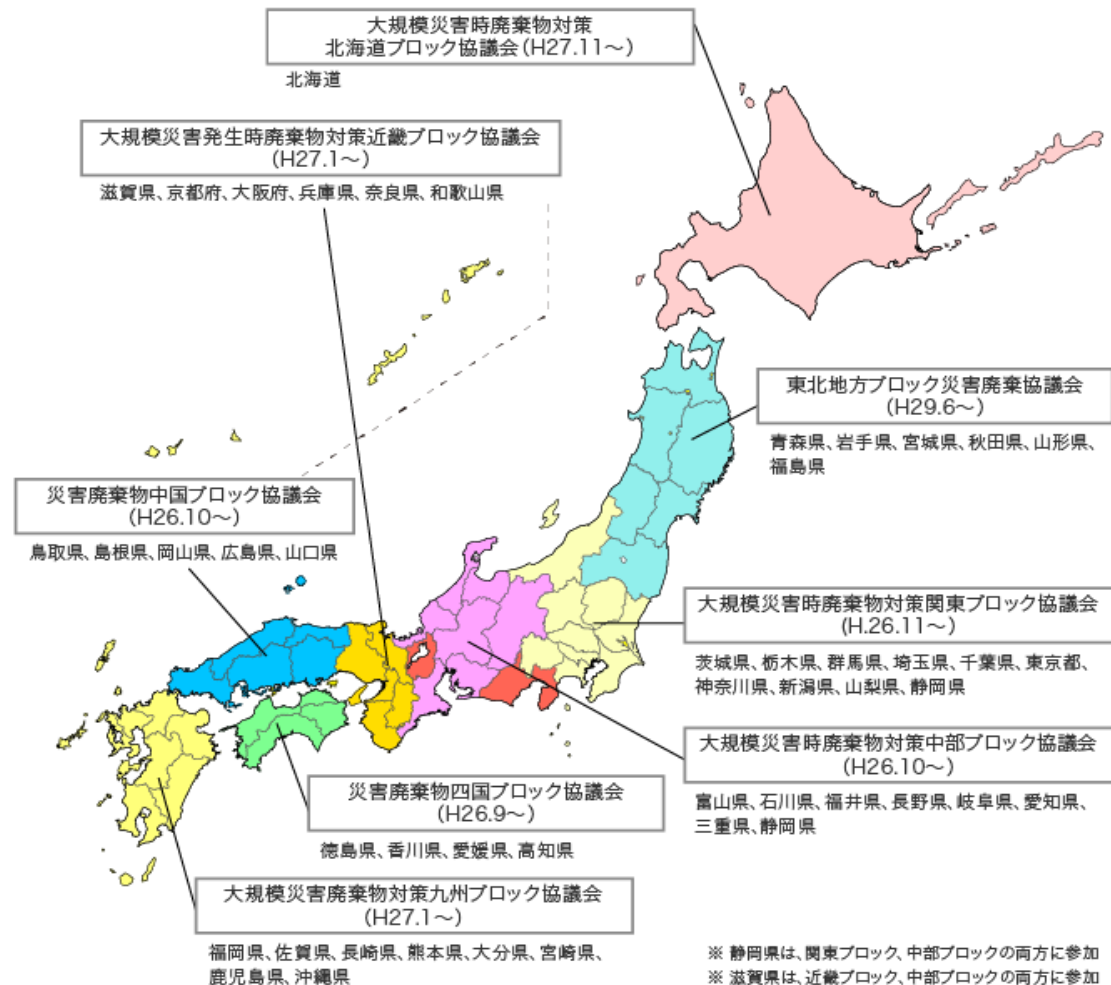 大規模災害時廃棄物対策
北海道ブロック協議会(H27.11～)
北海道
大規模災害発生時廃棄物対策近畿ブロック協議会
(H27.1～)
滋賀県、京都府、大阪府、兵庫県、奈良県、和歌山県
東北地方ブロック災害廃棄協議会
(H29.6～)
青森県、岩手県、宮城県、秋田県、山形県、
福島県
災害廃棄物中国ブロック協議会
(H26.10～)
鳥取県、島根県、岡山県、広島県、山口県
大規模災害時廃棄物対策関東ブロック協議会
(H.26.11～)
茨城県、栃木県、群馬県、埼玉県、千葉県、東京都、
神奈川県、新潟県、山梨県、静岡県
大規模災害時廃棄物対策中部ブロック協議会
(H26.10～)
富山県、石川県、福井県、長野県、岐阜県、愛知県、
三重県、静岡県
災害廃棄物四国ブロック協議会
(H26.9～)
徳島県、香川県、愛媛県、高知県
大規模災害廃棄物対策九州ブロック協議会
(H27.1～)
福岡県、佐賀県、長崎県、熊本県、大分県、宮崎県、
鹿児島県、沖縄県
※ 静岡県は、関東ブロック、中部ブロックの両方に参加
※ 滋賀県は、近畿ブロック、中部ブロックの両方に参加